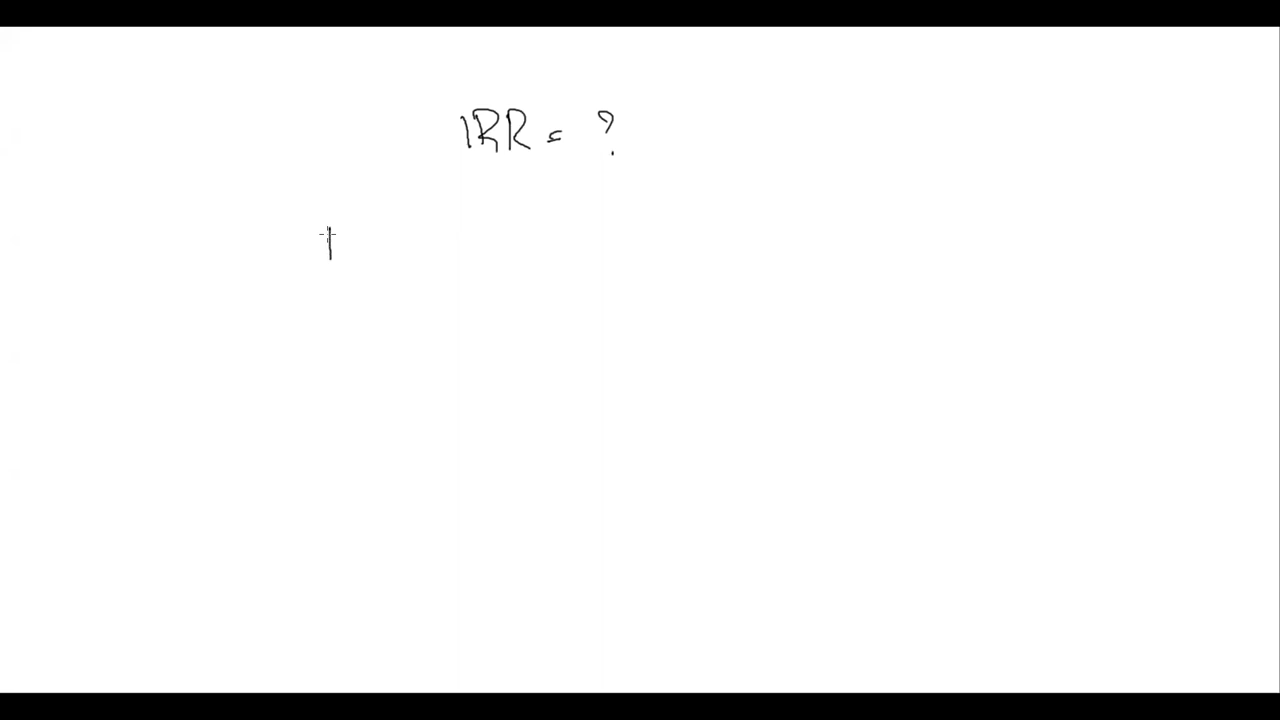 IRR = ?